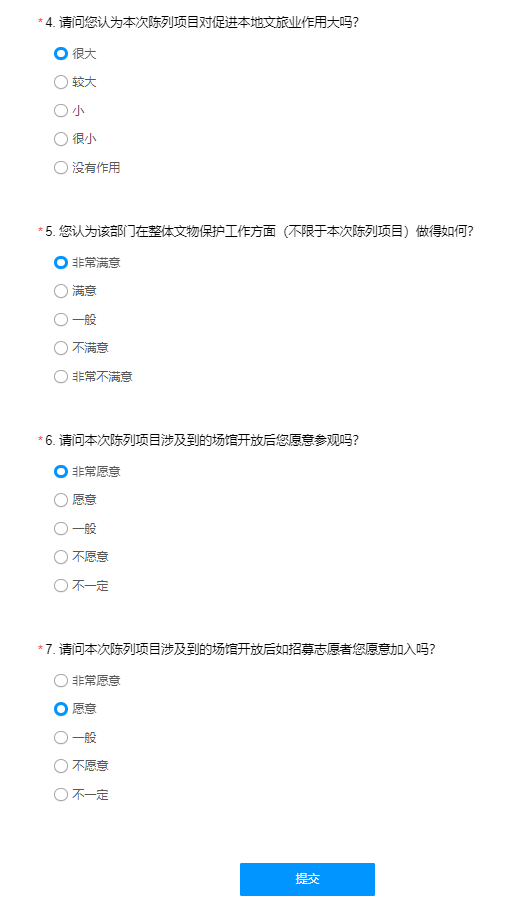 *4. 请问您认为本次陈列项目对促进本地文旅业作用大吗?
很大
较大
小
很小
没有作用
*5. 您认为该部门在整体文物保护工作方面（不限于本次陈列项目）做得如何?
非常满意
满意
一般
不满意
非常不满意
*6. 请问本次陈列项目涉及到的场馆开放后您愿意参观吗?
非常愿意
愿意
一般
不愿意
不一定
*7. 请问本次陈列项目涉及到的场馆开放后如招募志愿者您愿意加入吗?
非常愿意
愿意
一般
不愿意
不一定
提交